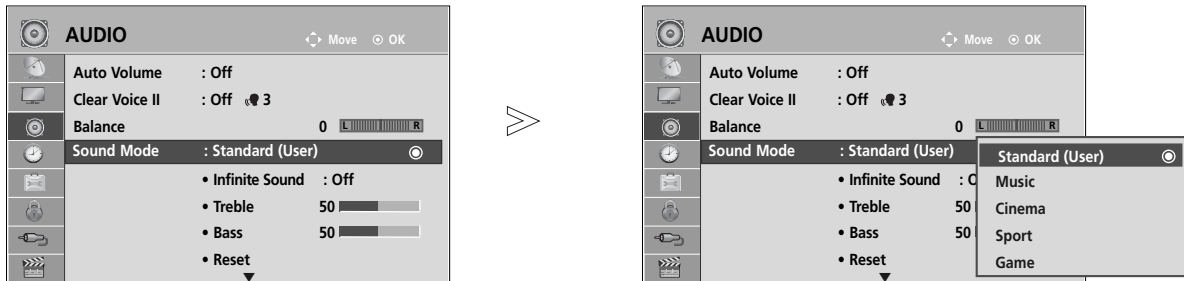 AUDIO
Move OK
Auto Volume : Off
Clear Voice II : Off 3
Balance 0 L R
Sound Mode : Standard (User)
• Infinite Sound : Off
• Treble 50
• Bass 50
• Reset
AUDIO
Move OK
Auto Volume : Off
Clear Voice II : Off 3
Balance 0 L R
Sound Mode : Standard (User)
• Infinite Sound :
• Treble 50
• Bass 50
• Reset
Standard (User)
Music
Cinema
Sport
Game